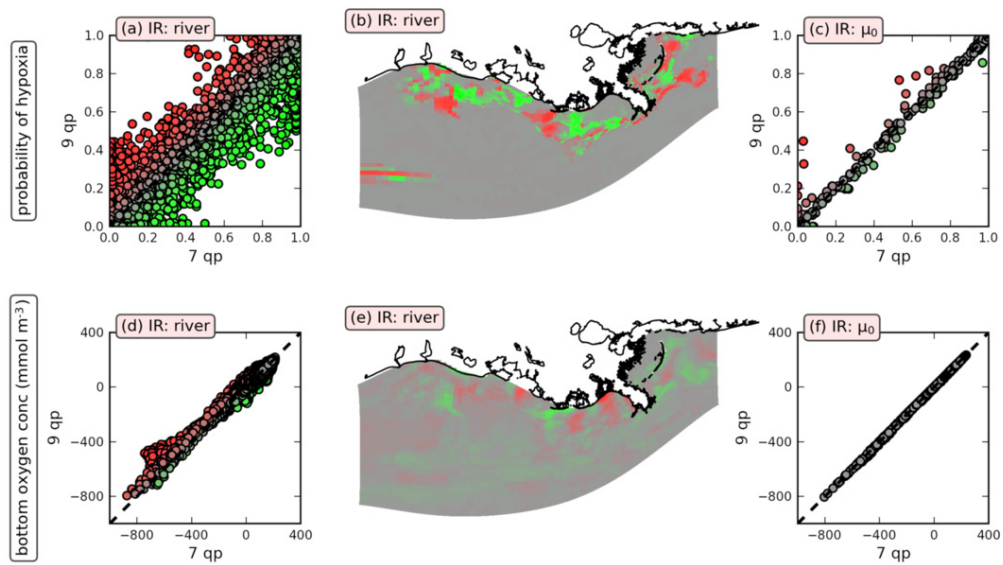 (a) IR: river
(b) IR: river
(c) IR: μ₀
probability of hypoxia
9 qp
1.0
0.8
0.6
0.4
0.2
0.0
0.0 0.2 0.4 0.6 0.8 1.0
7 qp
9 qp
1.0
0.8
0.6
0.4
0.2
0.0
0.0 0.2 0.4 0.6 0.8 1.0
7 qp
(d) IR: river
(e) IR: river
(f) IR: μ₀
bottom oxygen conc (mmol m⁻³)
9 qp
400
0
−400
−800
−800 −400 0 400
7 qp
9 qp
400
0
−400
−800
−800 −400 0 400
7 qp